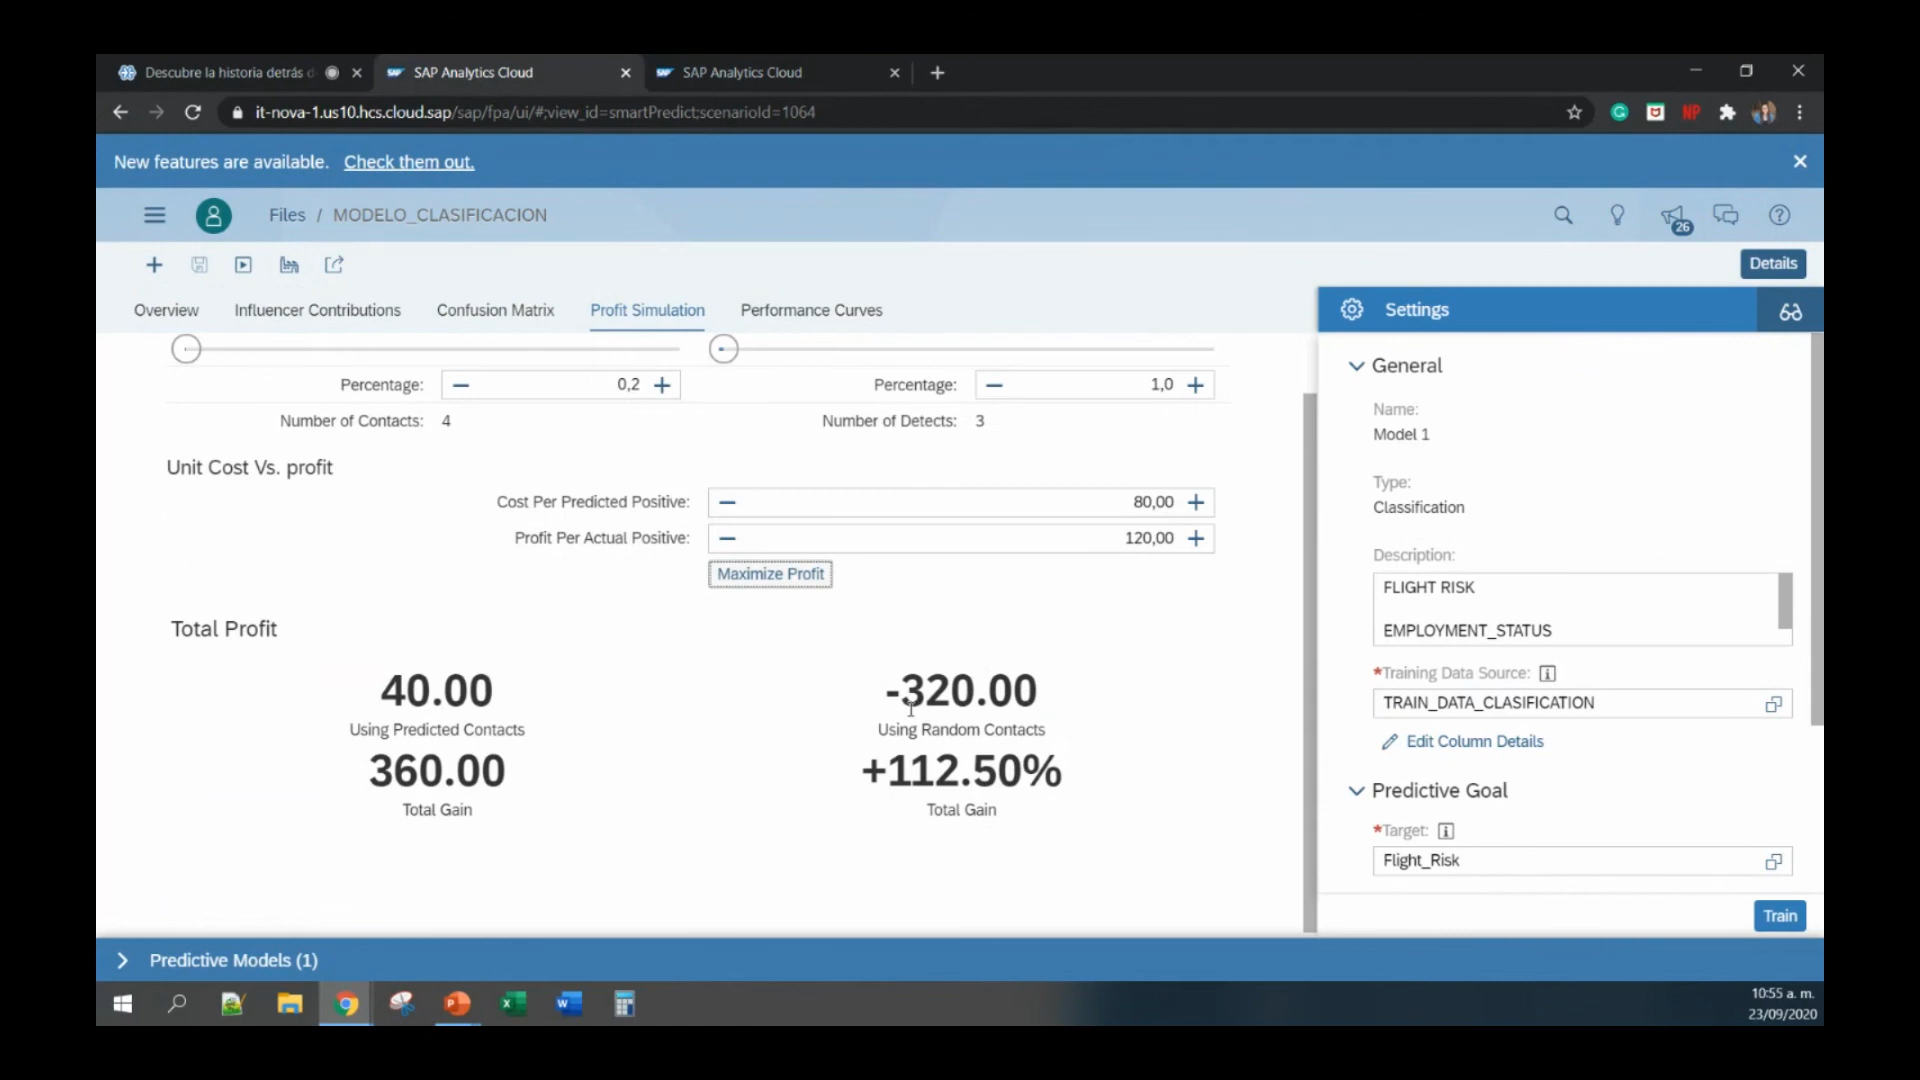 Descubre la historia detrás d
SAP Analytics Cloud
SAP Analytics Cloud
it-nova-1.us10.hcs.cloud.sap/sap/fpa/ui/#;view_id=smartPredict;scenarioId=1064
New features are available. Check them out.
Files / MODELO_CLASIFICACION
26
Details
Overview
Influencer Contributions
Confusion Matrix
Profit Simulation
Performance Curves
Settings
Percentage: 0,2
Percentage: 1,0
Number of Contacts: 4
Number of Detects: 3
Unit Cost Vs. profit
Cost Per Predicted Positive: 80,00
Profit Per Actual Positive: 120,00
Maximize Profit
Total Profit
40.00
-320.00
Using Predicted Contacts
Using Random Contacts
360.00
+112.50%
Total Gain
Total Gain
General
Name:
Model 1
Type:
Classification
Description:
FLIGHT RISK
EMPLOYMENT_STATUS
*Training Data Source:
TRAIN_DATA_CLASIFICATION
Edit Column Details
Predictive Goal
*Target:
Flight_Risk
Train
Predictive Models (1)
10:55 a. m.
23/09/2020